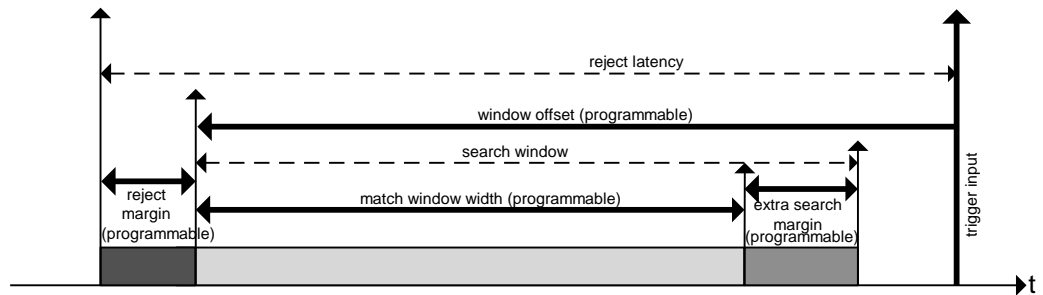 reject latency
window offset (programmable)
search window
reject
margin
(programmable)
match window width (programmable)
extra search
margin
(programmable)
trigger input
t